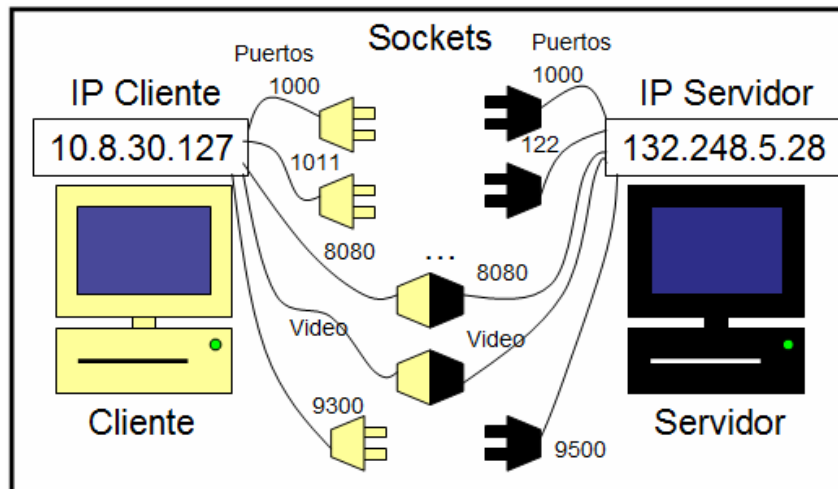 Sockets
Puertos
Puertos
1000
1000
IP Cliente
IP Servidor
10.8.30.127
132.248.5.28
1011
122
8080
...
8080
Video
Video
9300
9500
Cliente
Servidor